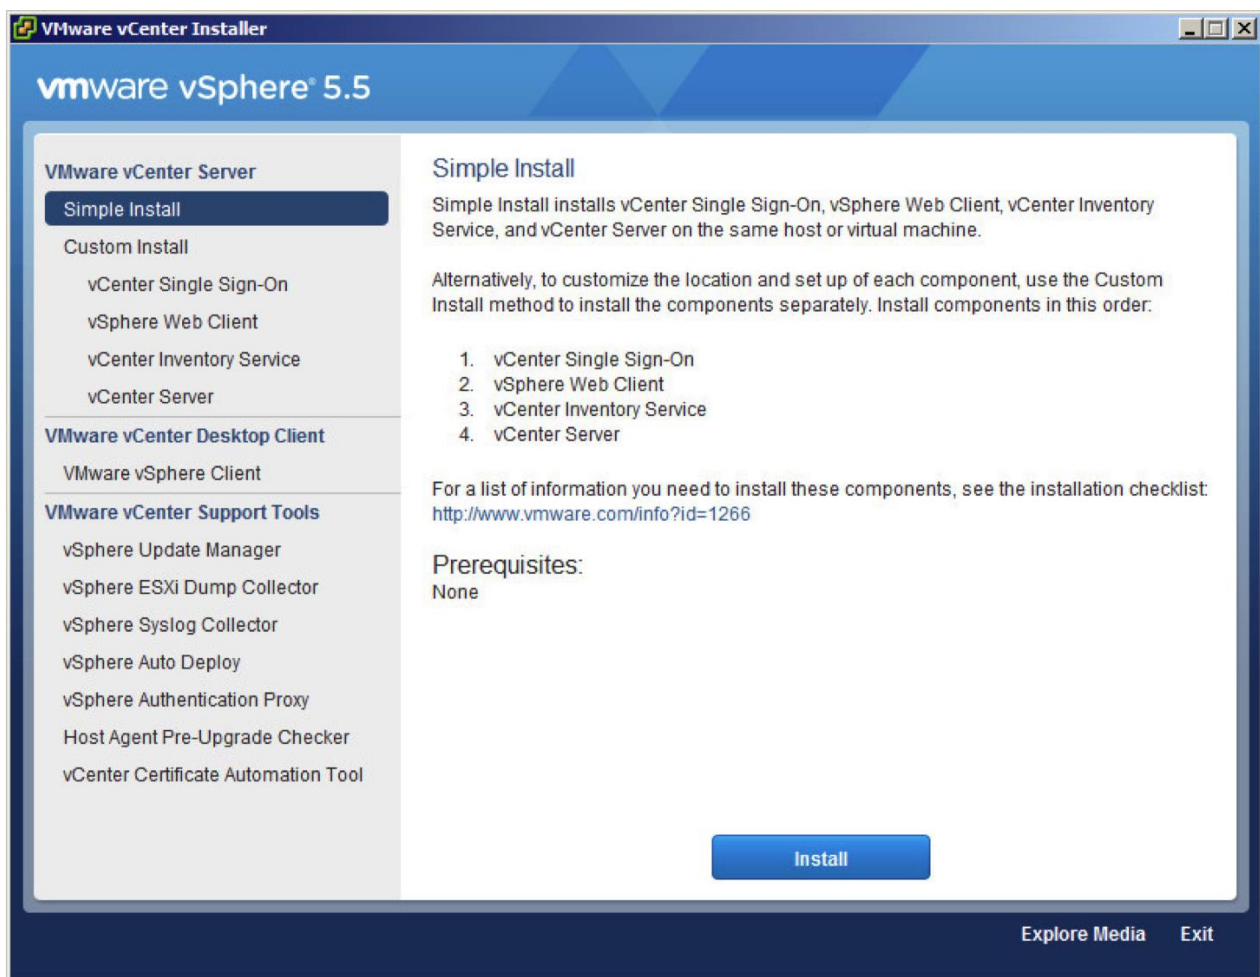 VMware vCenter Installer
vmware vSphere® 5.5
VMware vCenter Server
Simple Install
Custom Install
vCenter Single Sign-On
vSphere Web Client
vCenter Inventory Service
vCenter Server
VMware vCenter Desktop Client
VMware vSphere Client
VMware vCenter Support Tools
vSphere Update Manager
vSphere ESXi Dump Collector
vSphere Syslog Collector
vSphere Auto Deploy
vSphere Authentication Proxy
Host Agent Pre-Upgrade Checker
vCenter Certificate Automation Tool
Simple Install
Simple Install installs vCenter Single Sign-On, vSphere Web Client, vCenter Inventory
Service, and vCenter Server on the same host or virtual machine.
Alternatively, to customize the location and set up of each component, use the Custom
Install method to install the components separately. Install components in this order:
1. vCenter Single Sign-On
2. vSphere Web Client
3. vCenter Inventory Service
4. vCenter Server
For a list of information you need to install these components, see the installation checklist:
http://www.vmware.com/info?id=1266
Prerequisites:
None
Install
Explore Media Exit